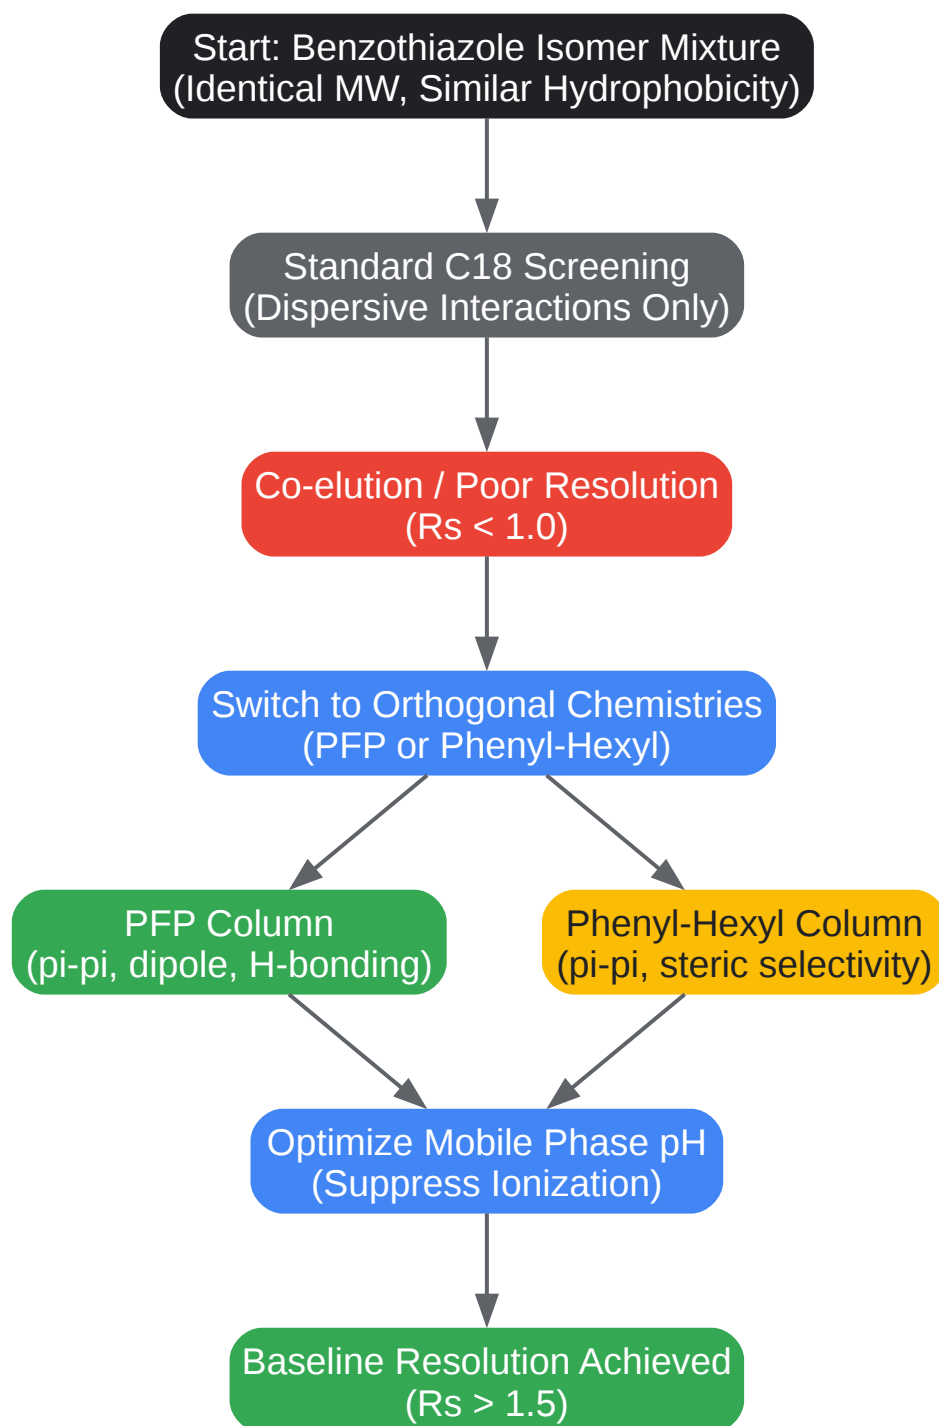 Start: Benzothiazole Isomer Mixture
(Identical MW, Similar Hydrophobicity)
Standard C18 Screening
(Dispersive Interactions Only)
Co-elution / Poor Resolution
(Rs < 1.0)
Switch to Orthogonal Chemistries
(PFP or Phenyl-Hexyl)
PFP Column
(pi-pi, dipole, H-bonding)
Phenyl-Hexyl Column
(pi-pi, steric selectivity)
Optimize Mobile Phase pH
(Suppress Ionization)
Baseline Resolution Achieved
(Rs > 1.5)